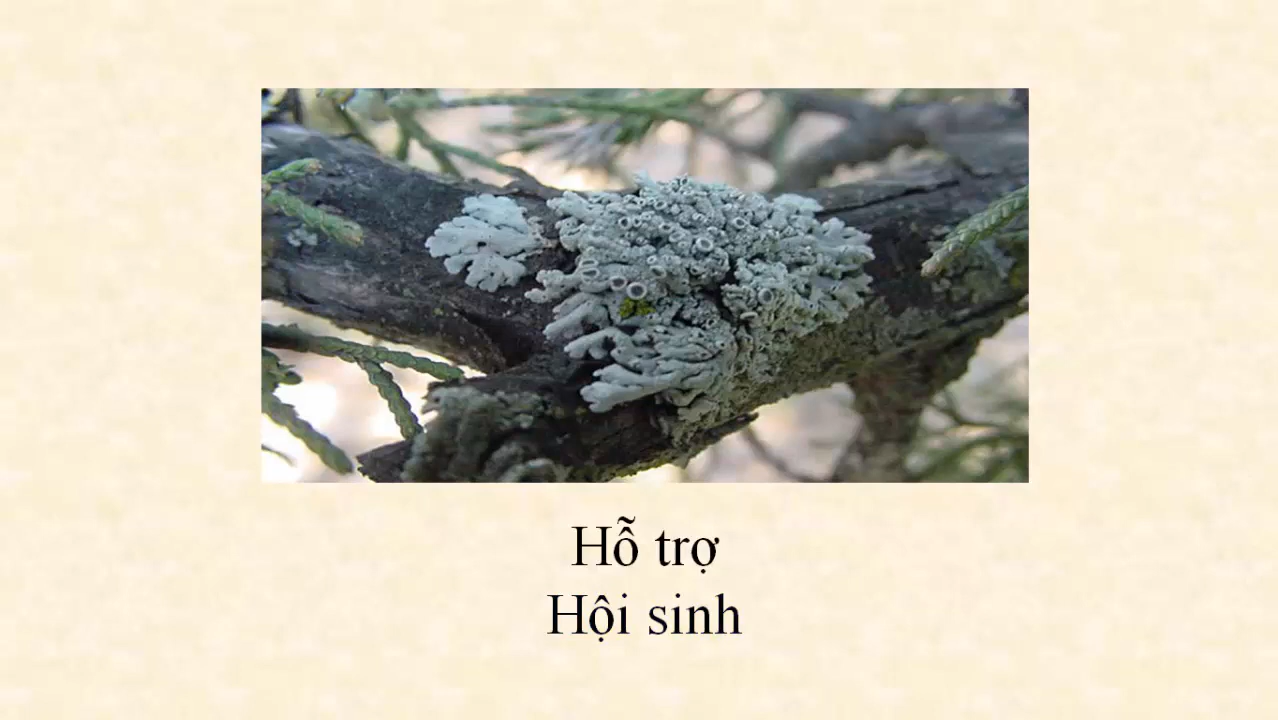 Hỗ trợ
Hội sinh